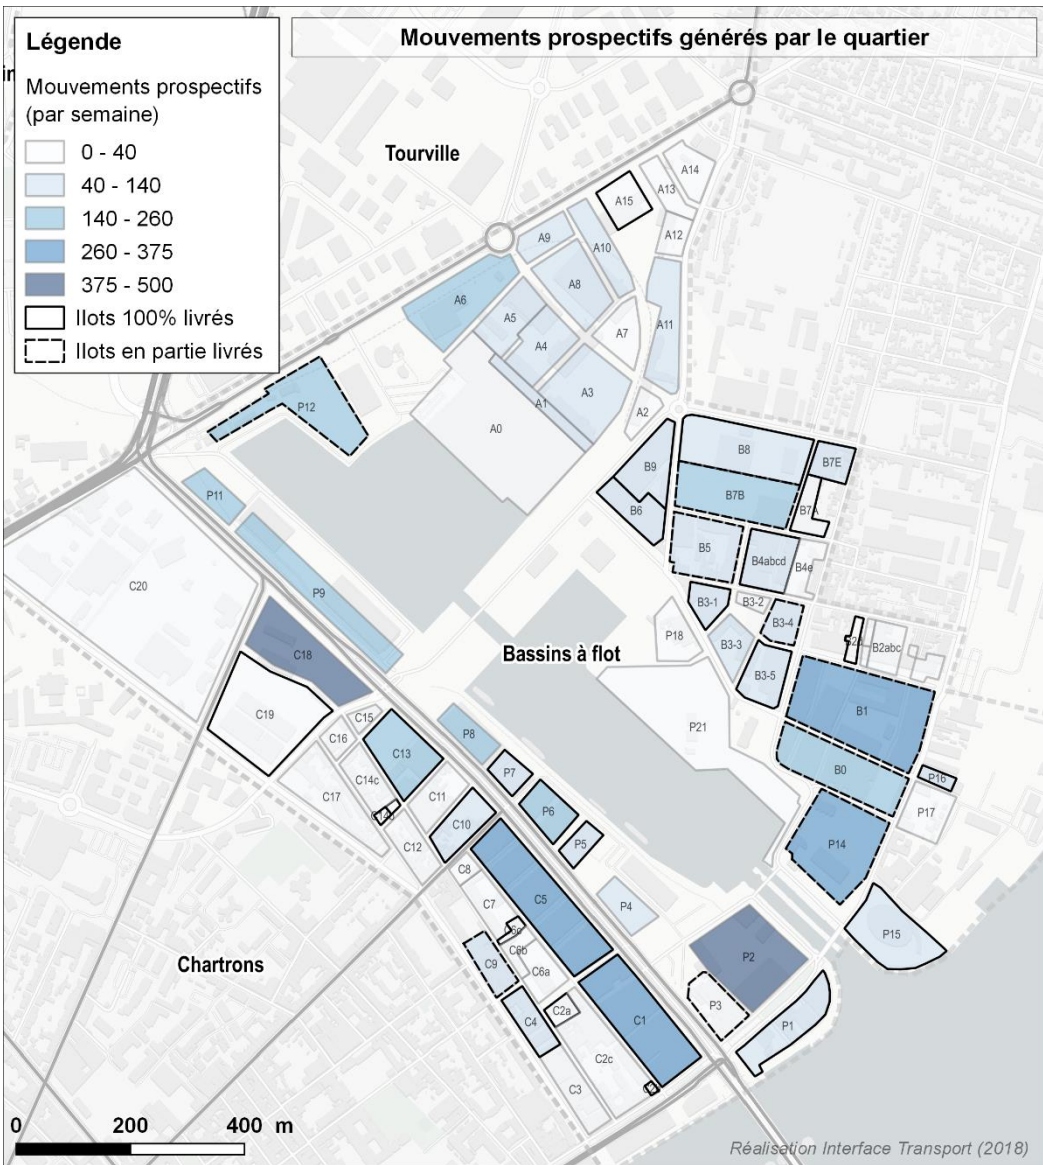 Légende
Mouvements prospectifs
(par semaine)
0 - 40
40 - 140
140 - 260
260 - 375
375 - 500
Ilots 100% livrés
Ilots en partie livrés
Mouvements prospectifs générés par le quartier
Tourville
A14
A13
A15
A12
A9
A10
A8
A6
A11
A5
A7
A4
A3
A1
A2
A0
P12
B8
B7E
B9
B7B
B7A
B6
P11
B5
B4abcd
B4e
C20
P9
B3-1
B3-2
B3-4
P18
B3-3
B2abc
Bassins à flot
C18
B3-5
C19
P21
B1
C15
C16
P8
C13
B0
C14c
P7
P16
C17
C11
P6
P17
C10
C12
P5
P14
C8
C5
C7
P4
P15
C6b
Chartrons
C9
C6a
P2
P3
C2a
C4
C1
P1
C2c
C3
0 200 400 m
Réalisation Interface Transport (2018)